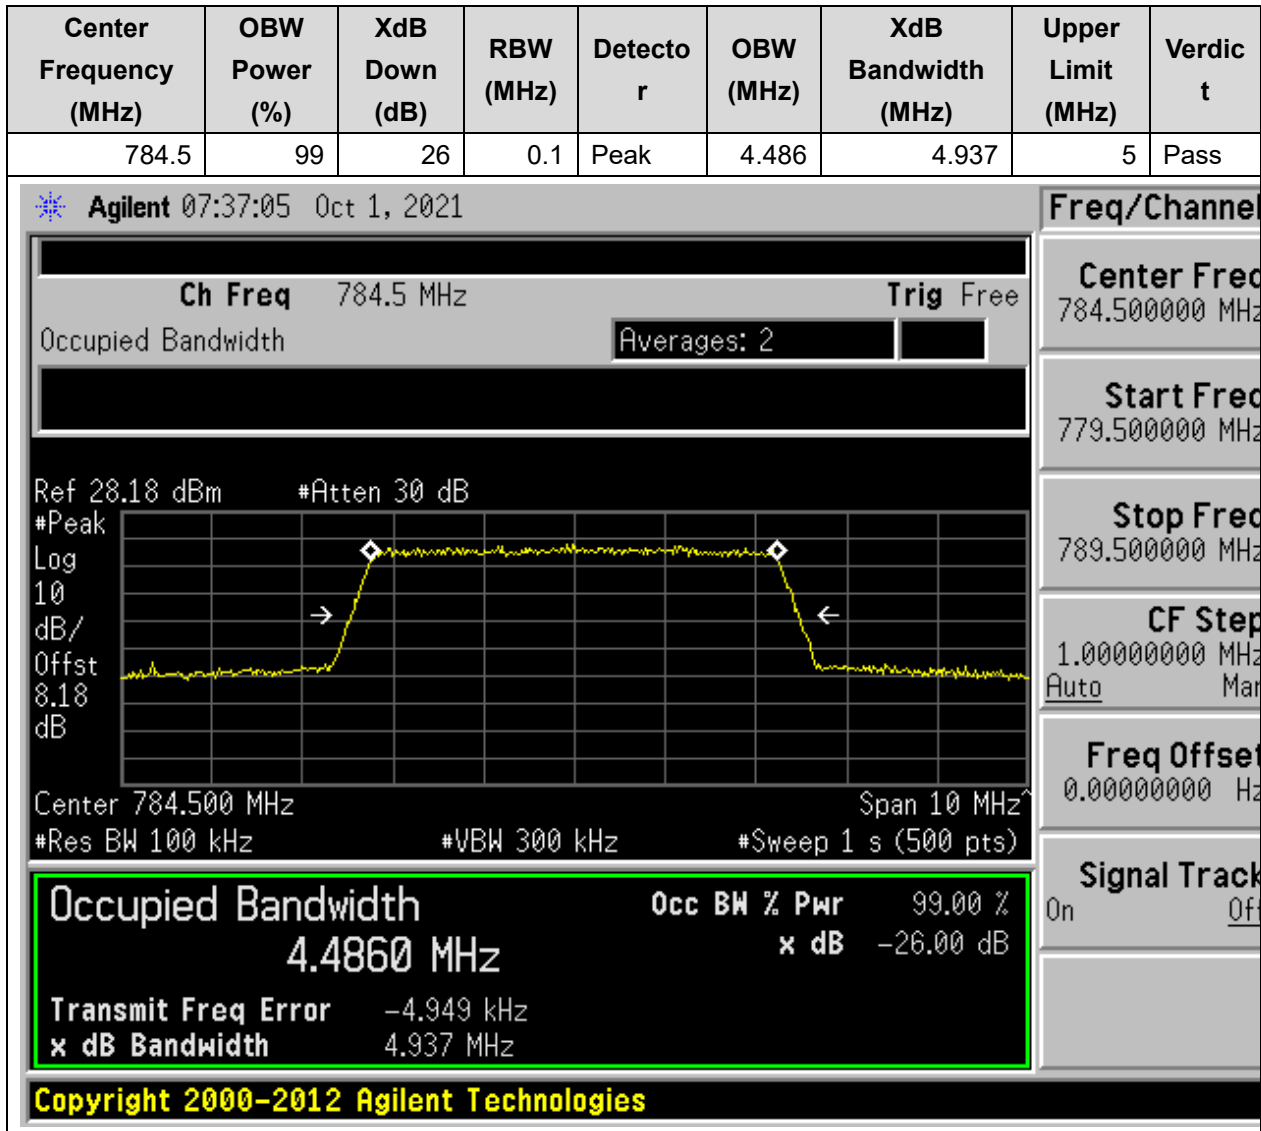 Center Frequency (MHz) OBW Power (%) XdB Down (dB) RBW (MHz) Detector OBW (MHz) XdB Bandwidth (MHz) Upper Limit (MHz) Verdict
784.5 99 26 0.1 Peak 4.486 4.937 5 Pass
Agilent 07:37:05 Oct 1, 2021
Freq/Channel
Ch Freq 784.5 MHz Trig Free
Occupied Bandwidth Averages: 2
Center Freq
784.500000 MHz
Start Freq
779.500000 MHz
Stop Freq
789.500000 MHz
CF Step
1.00000000 MHz
Auto Man
Freq Offset
0.00000000 Hz
Signal Track
On Off
Ref 28.18 dBm #Atten 30 dB
#Peak
Log
10
dB/
Offst
8.18
dB
Center 784.500 MHz Span 10 MHz^
#Res BW 100 kHz #VBW 300 kHz #Sweep 1 s (500 pts)
Occupied Bandwidth Occ BW % Pwr 99.00 %
4.4860 MHz x dB -26.00 dB
Transmit Freq Error -4.949 kHz
x dB Bandwidth 4.937 MHz
Copyright 2000-2012 Agilent Technologies